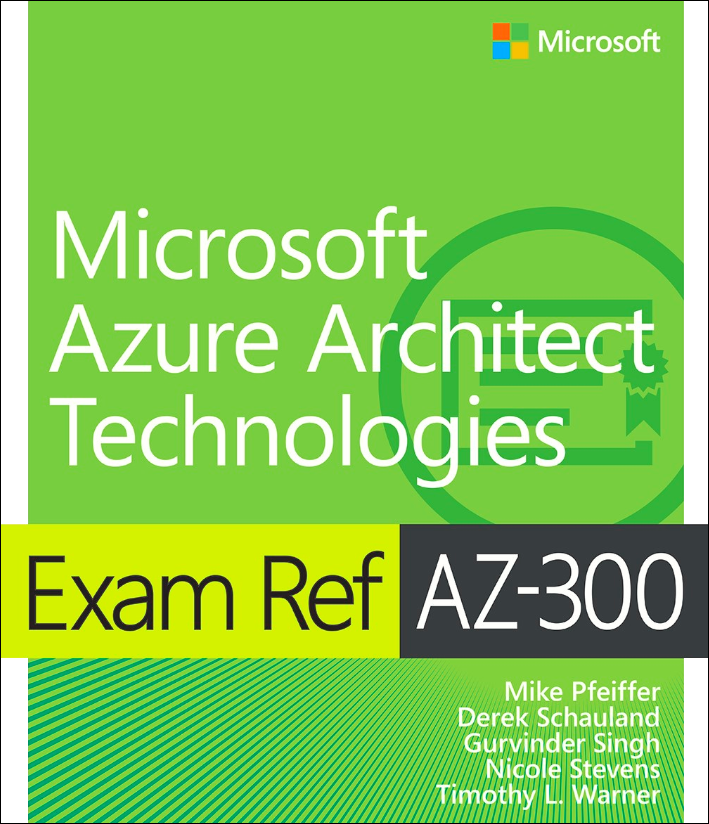 Microsoft
Microsoft
Azure Architect
Technologies
Exam Ref AZ-300
Mike Pfeiffer
Derek Schauland
Gurvinder Singh
Nicole Stevens
Timothy L. Warner